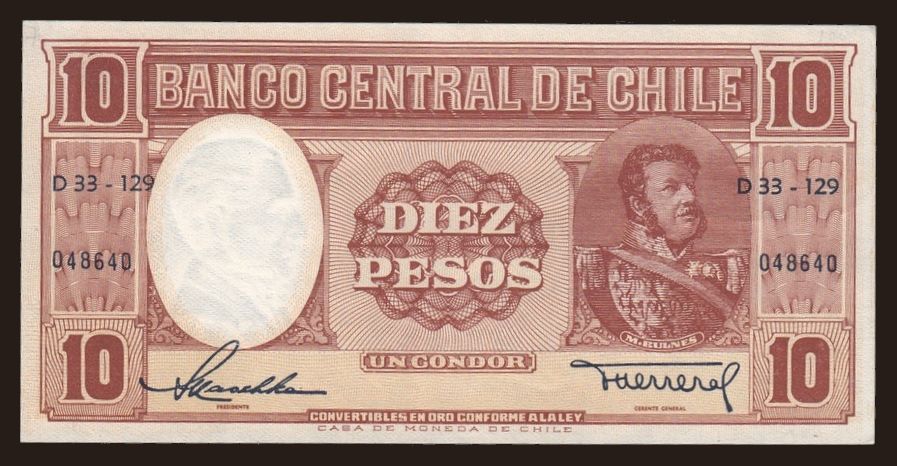 10 BANCO CENTRAL DE CHILE 10
D 33 - 129 D 33 - 129
DIEZ
PESOS
048640 048640
M. BULNES
10 UN CONDOR 10
PRESIDENTE GERENTE GENERAL
CONVERTIBLES EN ORO CONFORME A LA LEY
CASA DE MONEDA DE CHILE